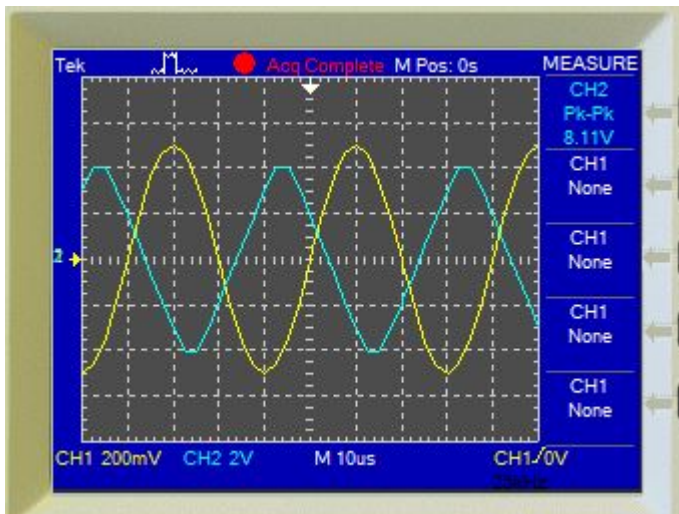 Tek Acq Complete M Pos: 0s MEASURE
CH2
Pk-Pk
8.11V
CH1
None
CH1
None
2
CH1
None
CH1
None
CH1 200mV CH2 2V M 10us CH1 0V